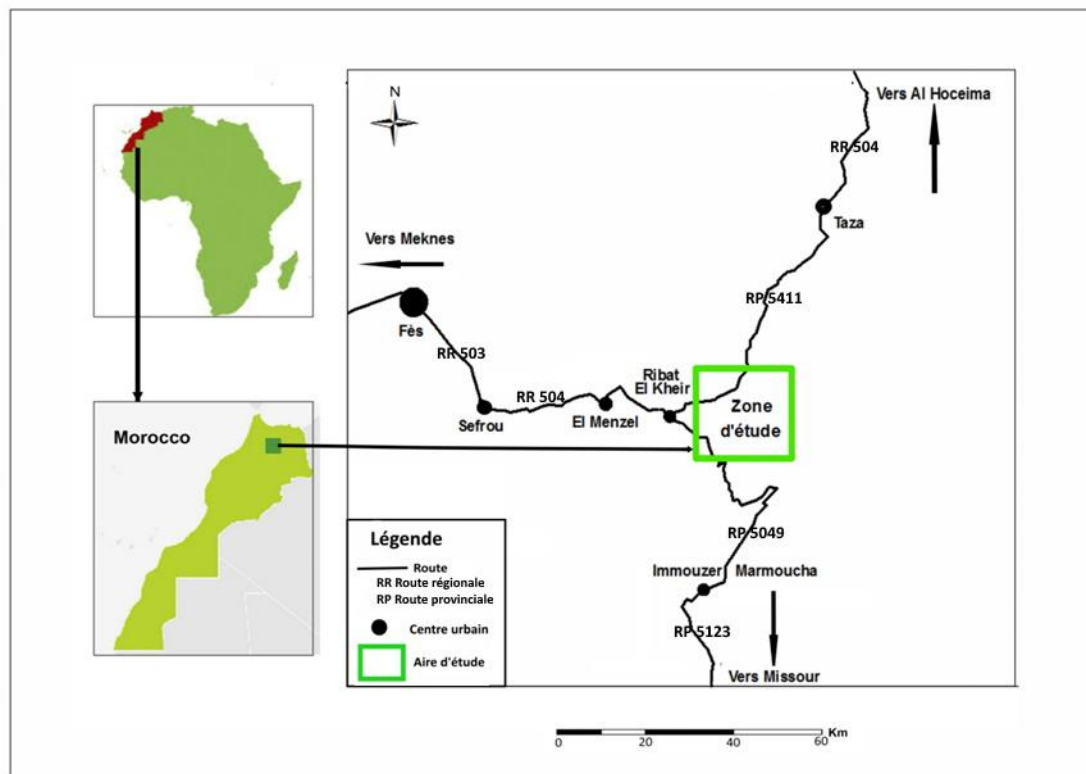 N
Vers Al Hoceima
RR 504
Taza
Vers Meknes
RP 5411
Fès
RR 503
Ribat
El Kheir
RR 504
Zone
d'étude
Sefrou
El Menzel
Morocco
RP 5049
Immouzer Marmoucha
RP 5123
Vers Missour
Légende
Route
RR Route régionale
RP Route provinciale
Centre urbain
Aire d'étude
Km
0 20 40 60